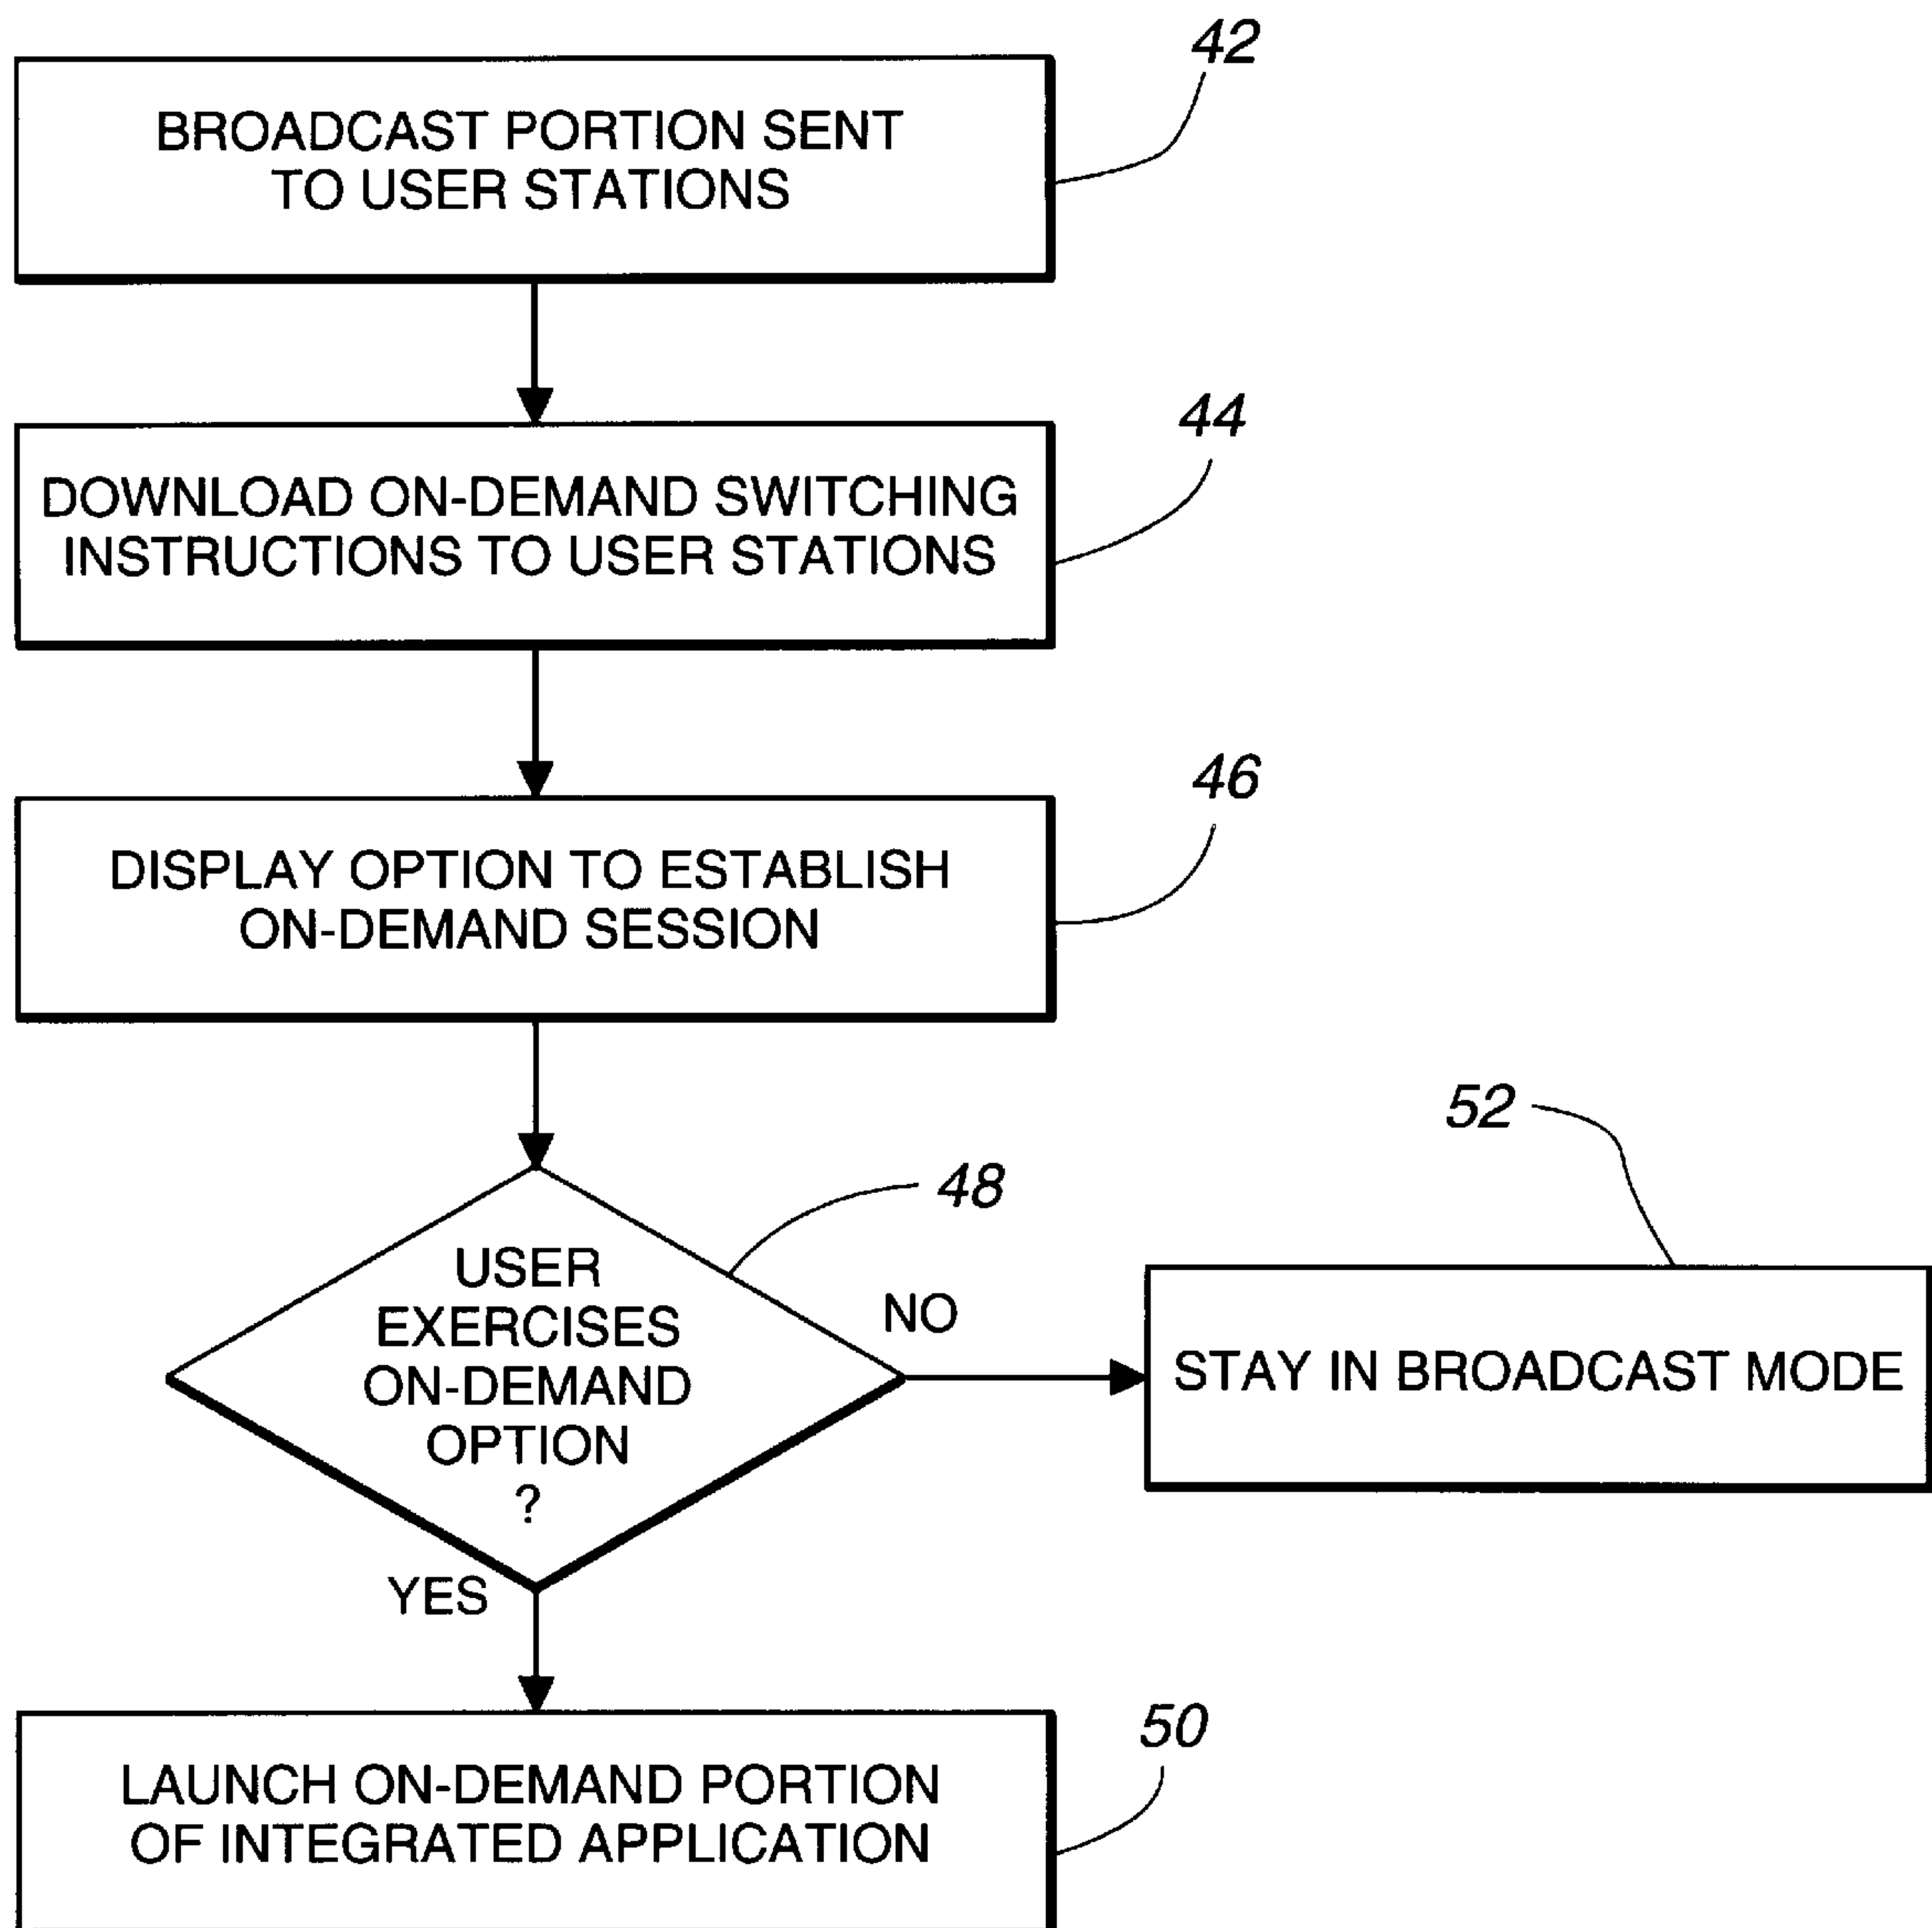 42
BROADCAST PORTION SENT
TO USER STATIONS
44
DOWNLOAD ON-DEMAND SWITCHING
INSTRUCTIONS TO USER STATIONS
46
DISPLAY OPTION TO ESTABLISH
ON-DEMAND SESSION
52
48
USER
EXERCISES
ON-DEMAND
OPTION
?
NO
STAY IN BROADCAST MODE
YES
50
LAUNCH ON-DEMAND PORTION
OF INTEGRATED APPLICATION